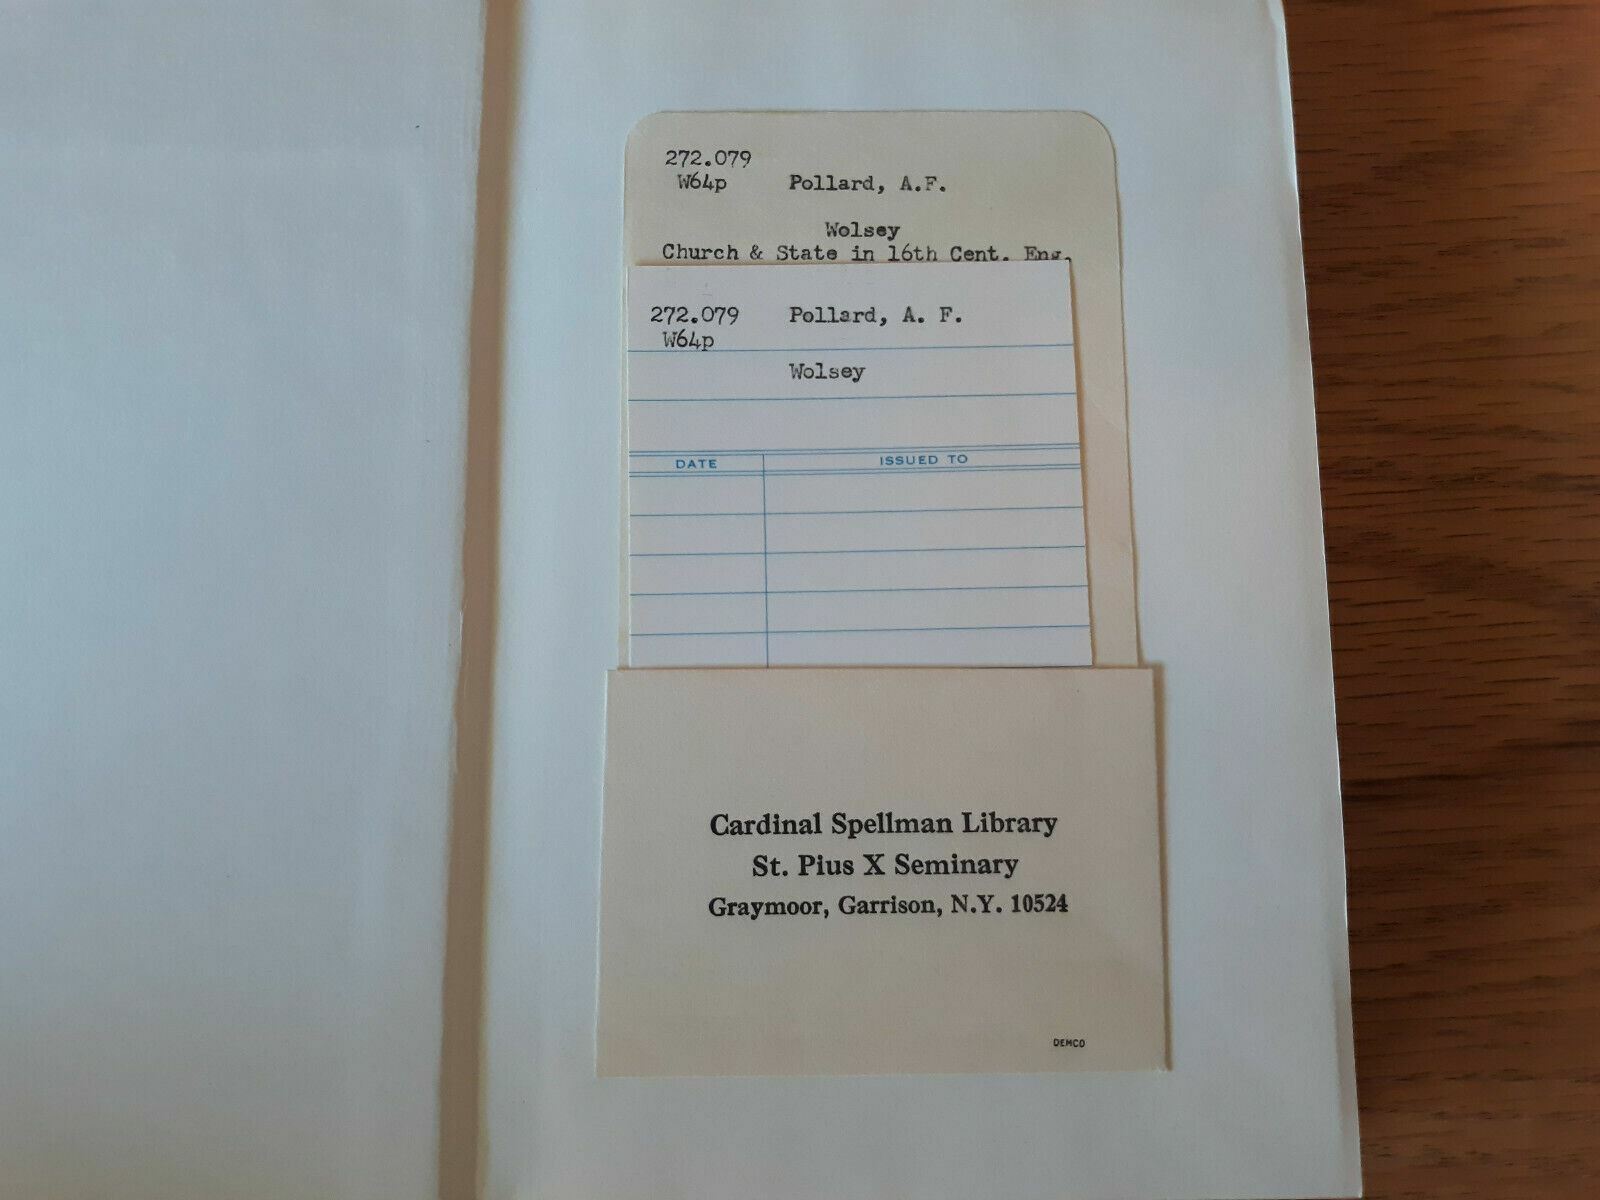 272.079
W64p Pollard, A.F.
Wolsey
Church & State in 16th Cent. Eng.
272.079 Pollard, A. F.
W64p
Wolsey
DATE ISSUED TO
Cardinal Spellman Library
St. Pius X Seminary
Graymoor, Garrison, N.Y. 10524
DEMCO